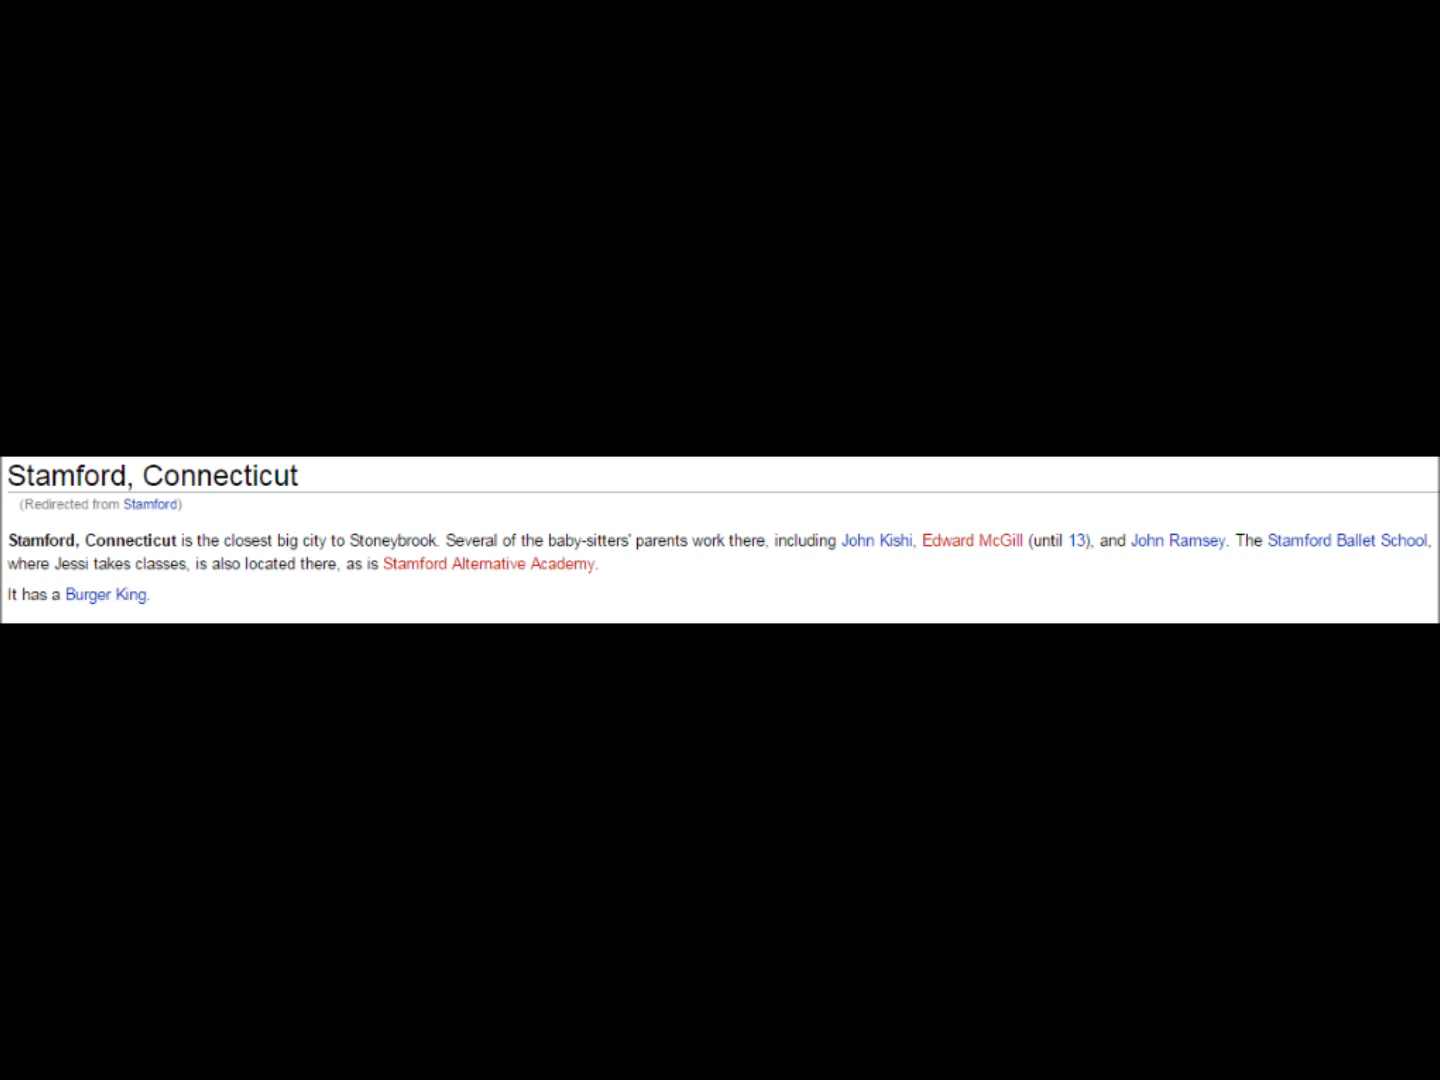 Stamford, Connecticut
(Redirected from Stamford)
Stamford, Connecticut is the closest big city to Stoneybrook. Several of the baby-sitters' parents work there, including John Kishi, Edward McGill (until 13), and John Ramsey. The Stamford Ballet School,
where Jessi takes classes, is also located there, as is Stamford Alternative Academy.
It has a Burger King.